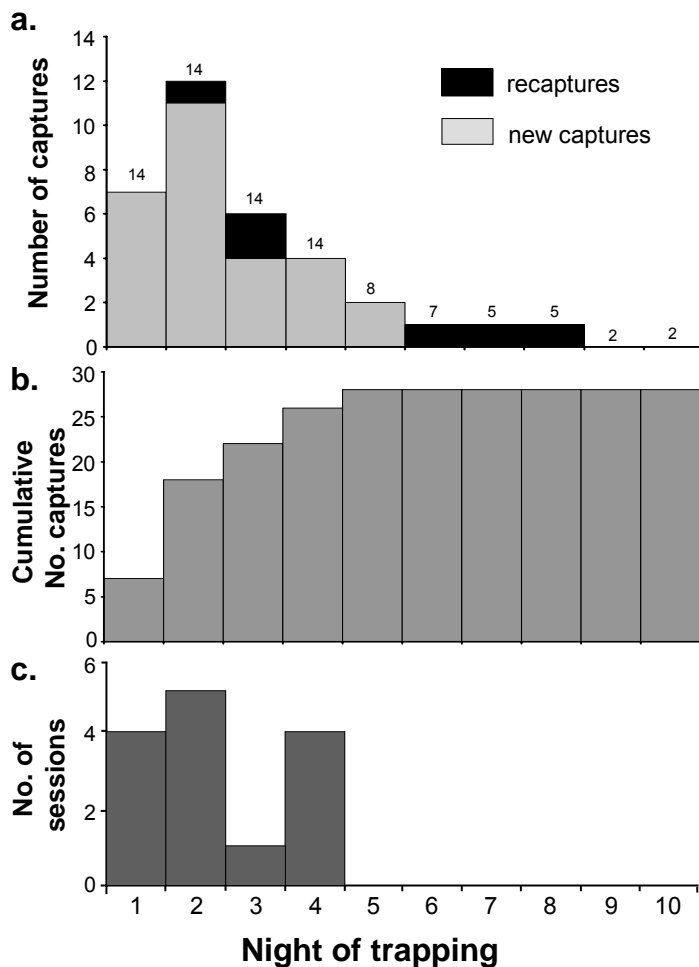 a.
Number of captures
14
12
10
8
6
4
2
0
14
14
14
14
8
7
5
5
2
2
recaptures
new captures
b.
Cumulative
No. captures
30
25
20
15
10
5
0
c.
No. of
sessions
6
4
2
0
1 2 3 4 5 6 7 8 9 10
Night of trapping